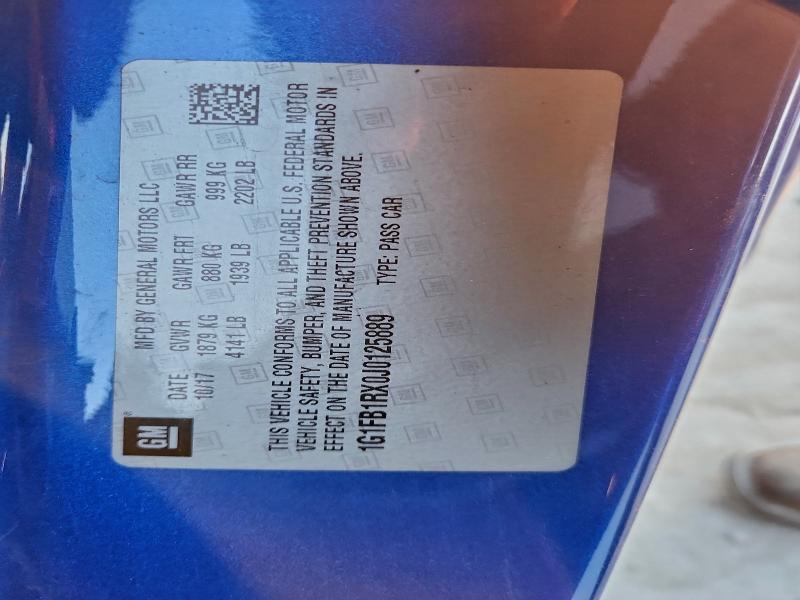 GM
MFD BY GENERAL MOTORS LLC
DATE GVWR GAWR FRT GAWR RR
10/17 1879 KG 880 KG 999 KG
4141 LB 1939 LB 2202 LB
THIS VEHICLE CONFORMS TO ALL APPLICABLE U.S. FEDERAL MOTOR
VEHICLE SAFETY, BUMPER, AND THEFT PREVENTION STANDARDS IN
EFFECT ON THE DATE OF MANUFACTURE SHOWN ABOVE.
1G1FB1RX0J0125889 TYPE: PASS CAR